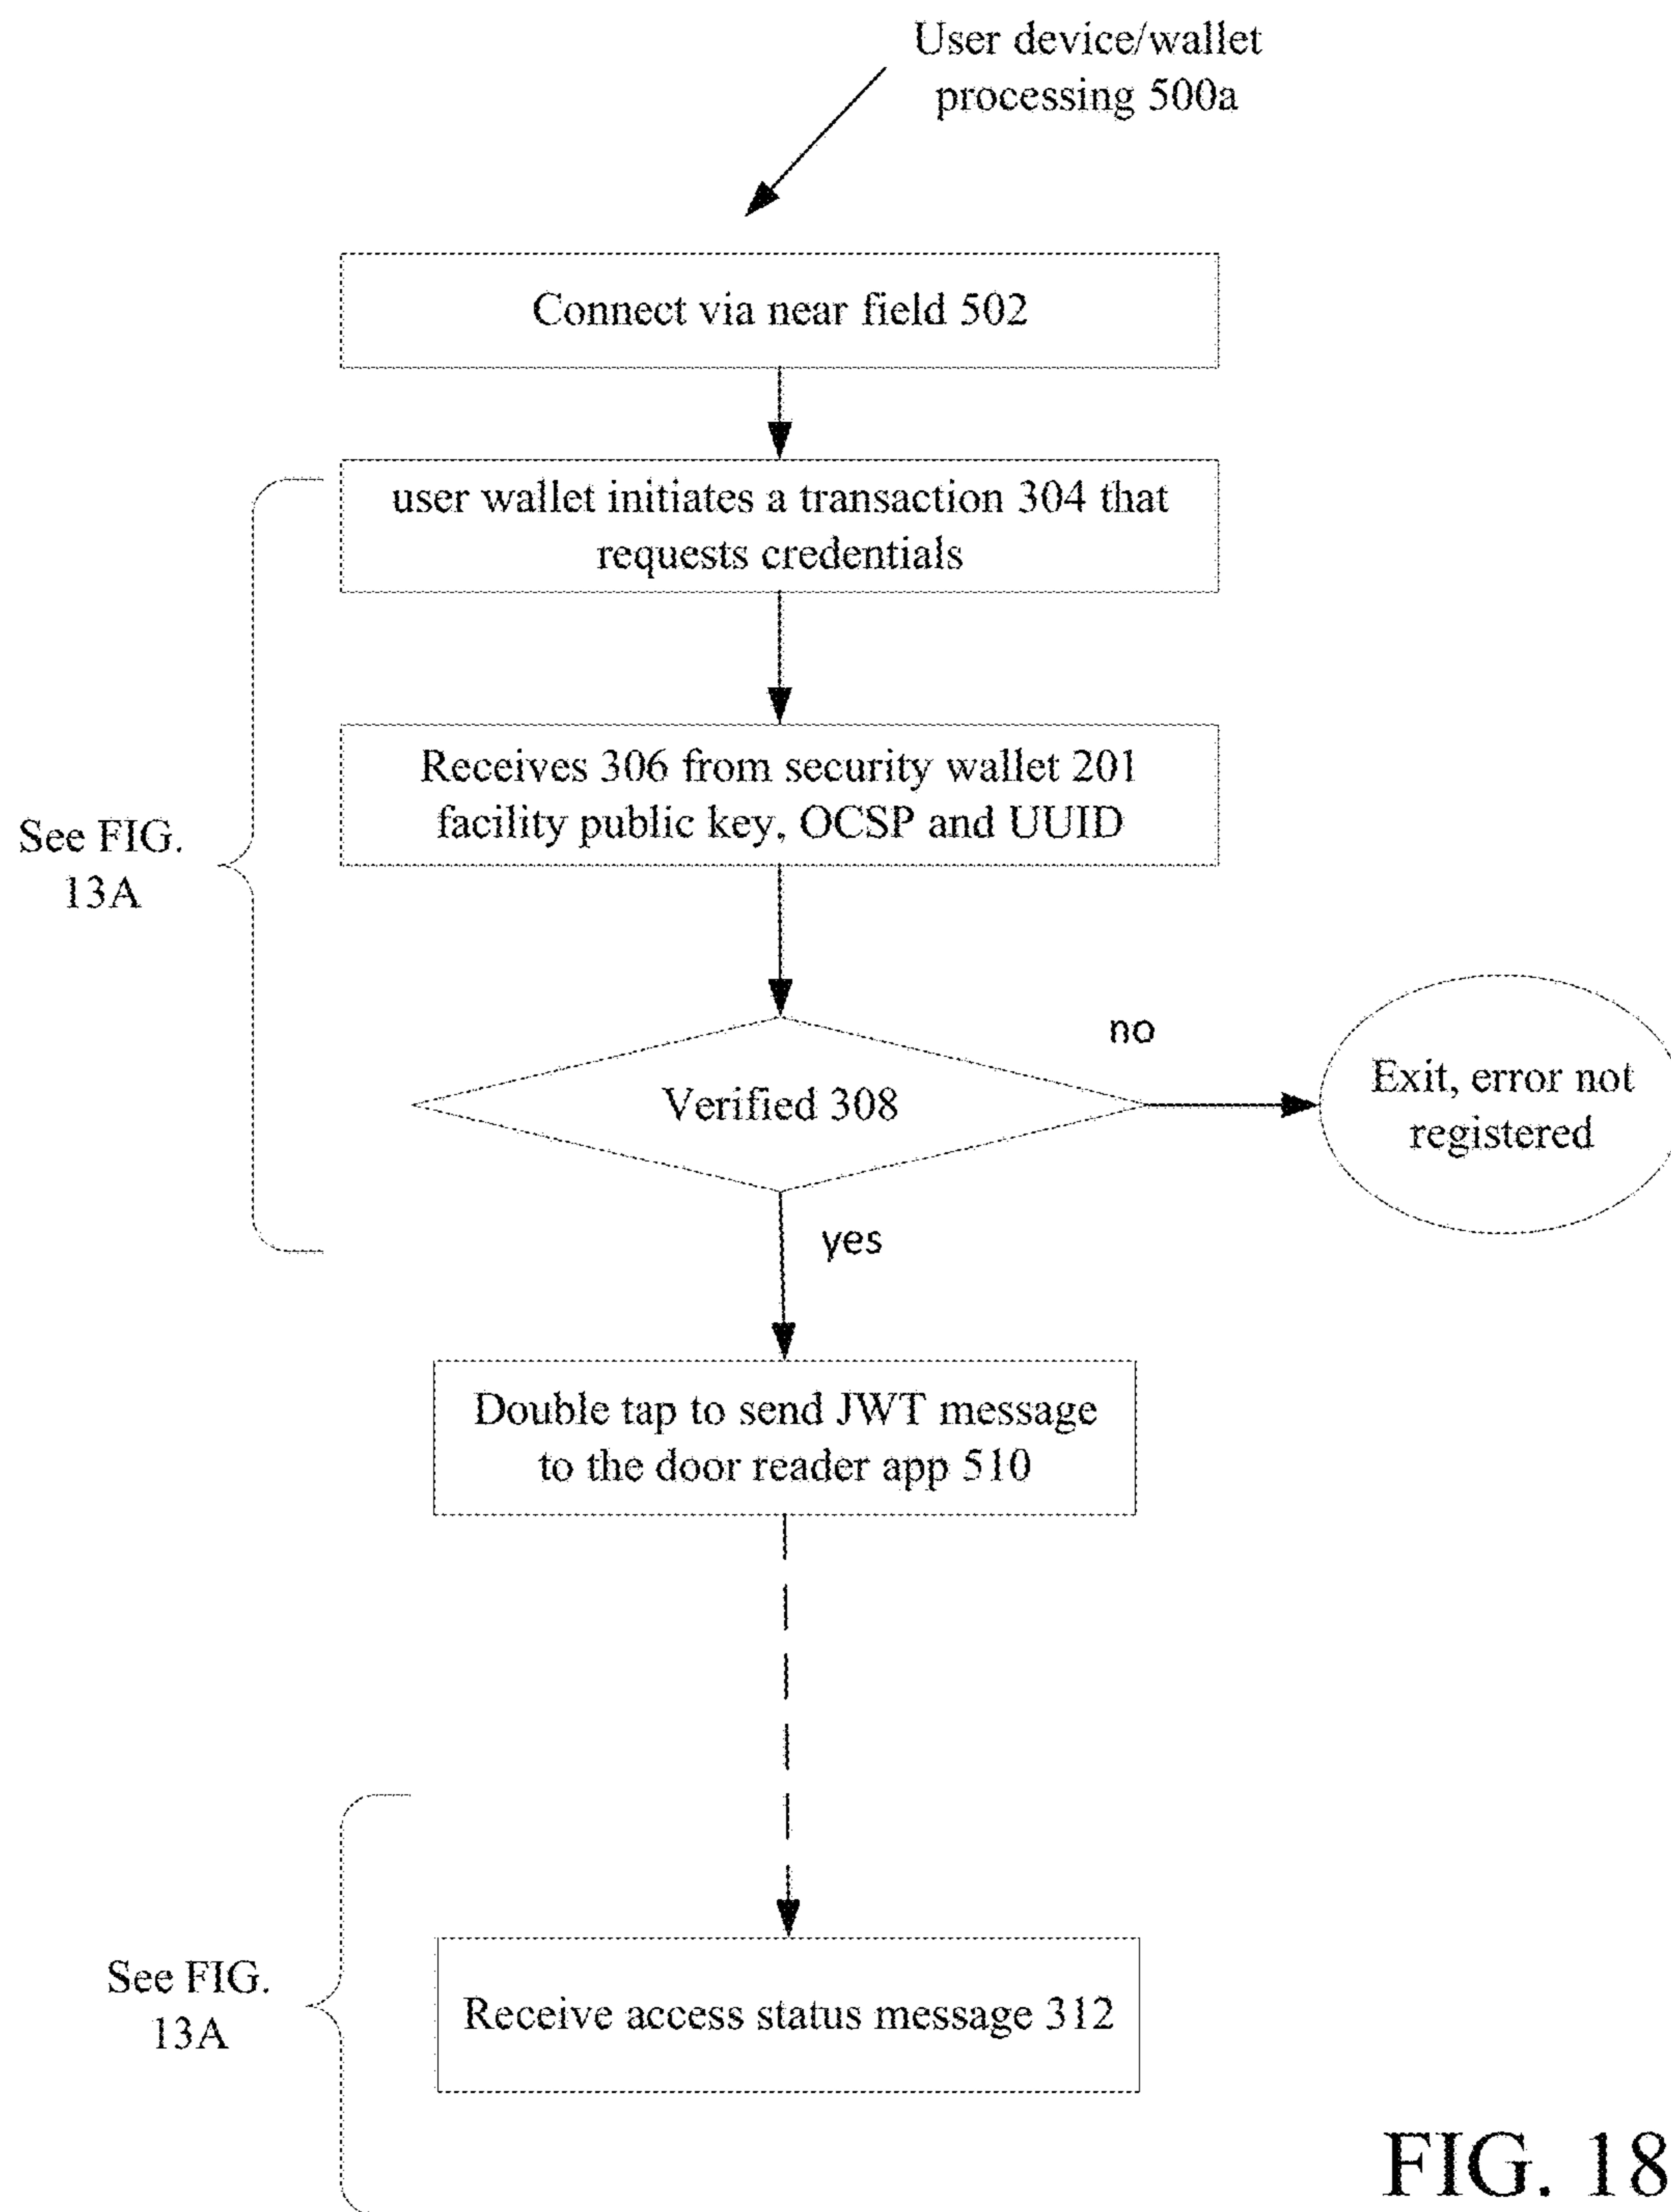 User device/wallet
processing 500a
Connect via near field 502
user wallet initiates a transaction 304 that
requests credentials
Receives 306 from security wallet 201
facility public key, OCSP and UUID
See FIG.
13A
no
Verified 308
Exit, error not
registered
yes
Double tap to send JWT message
to the door reader app 510
See FIG.
13A
Receive access status message 312
FIG. 18